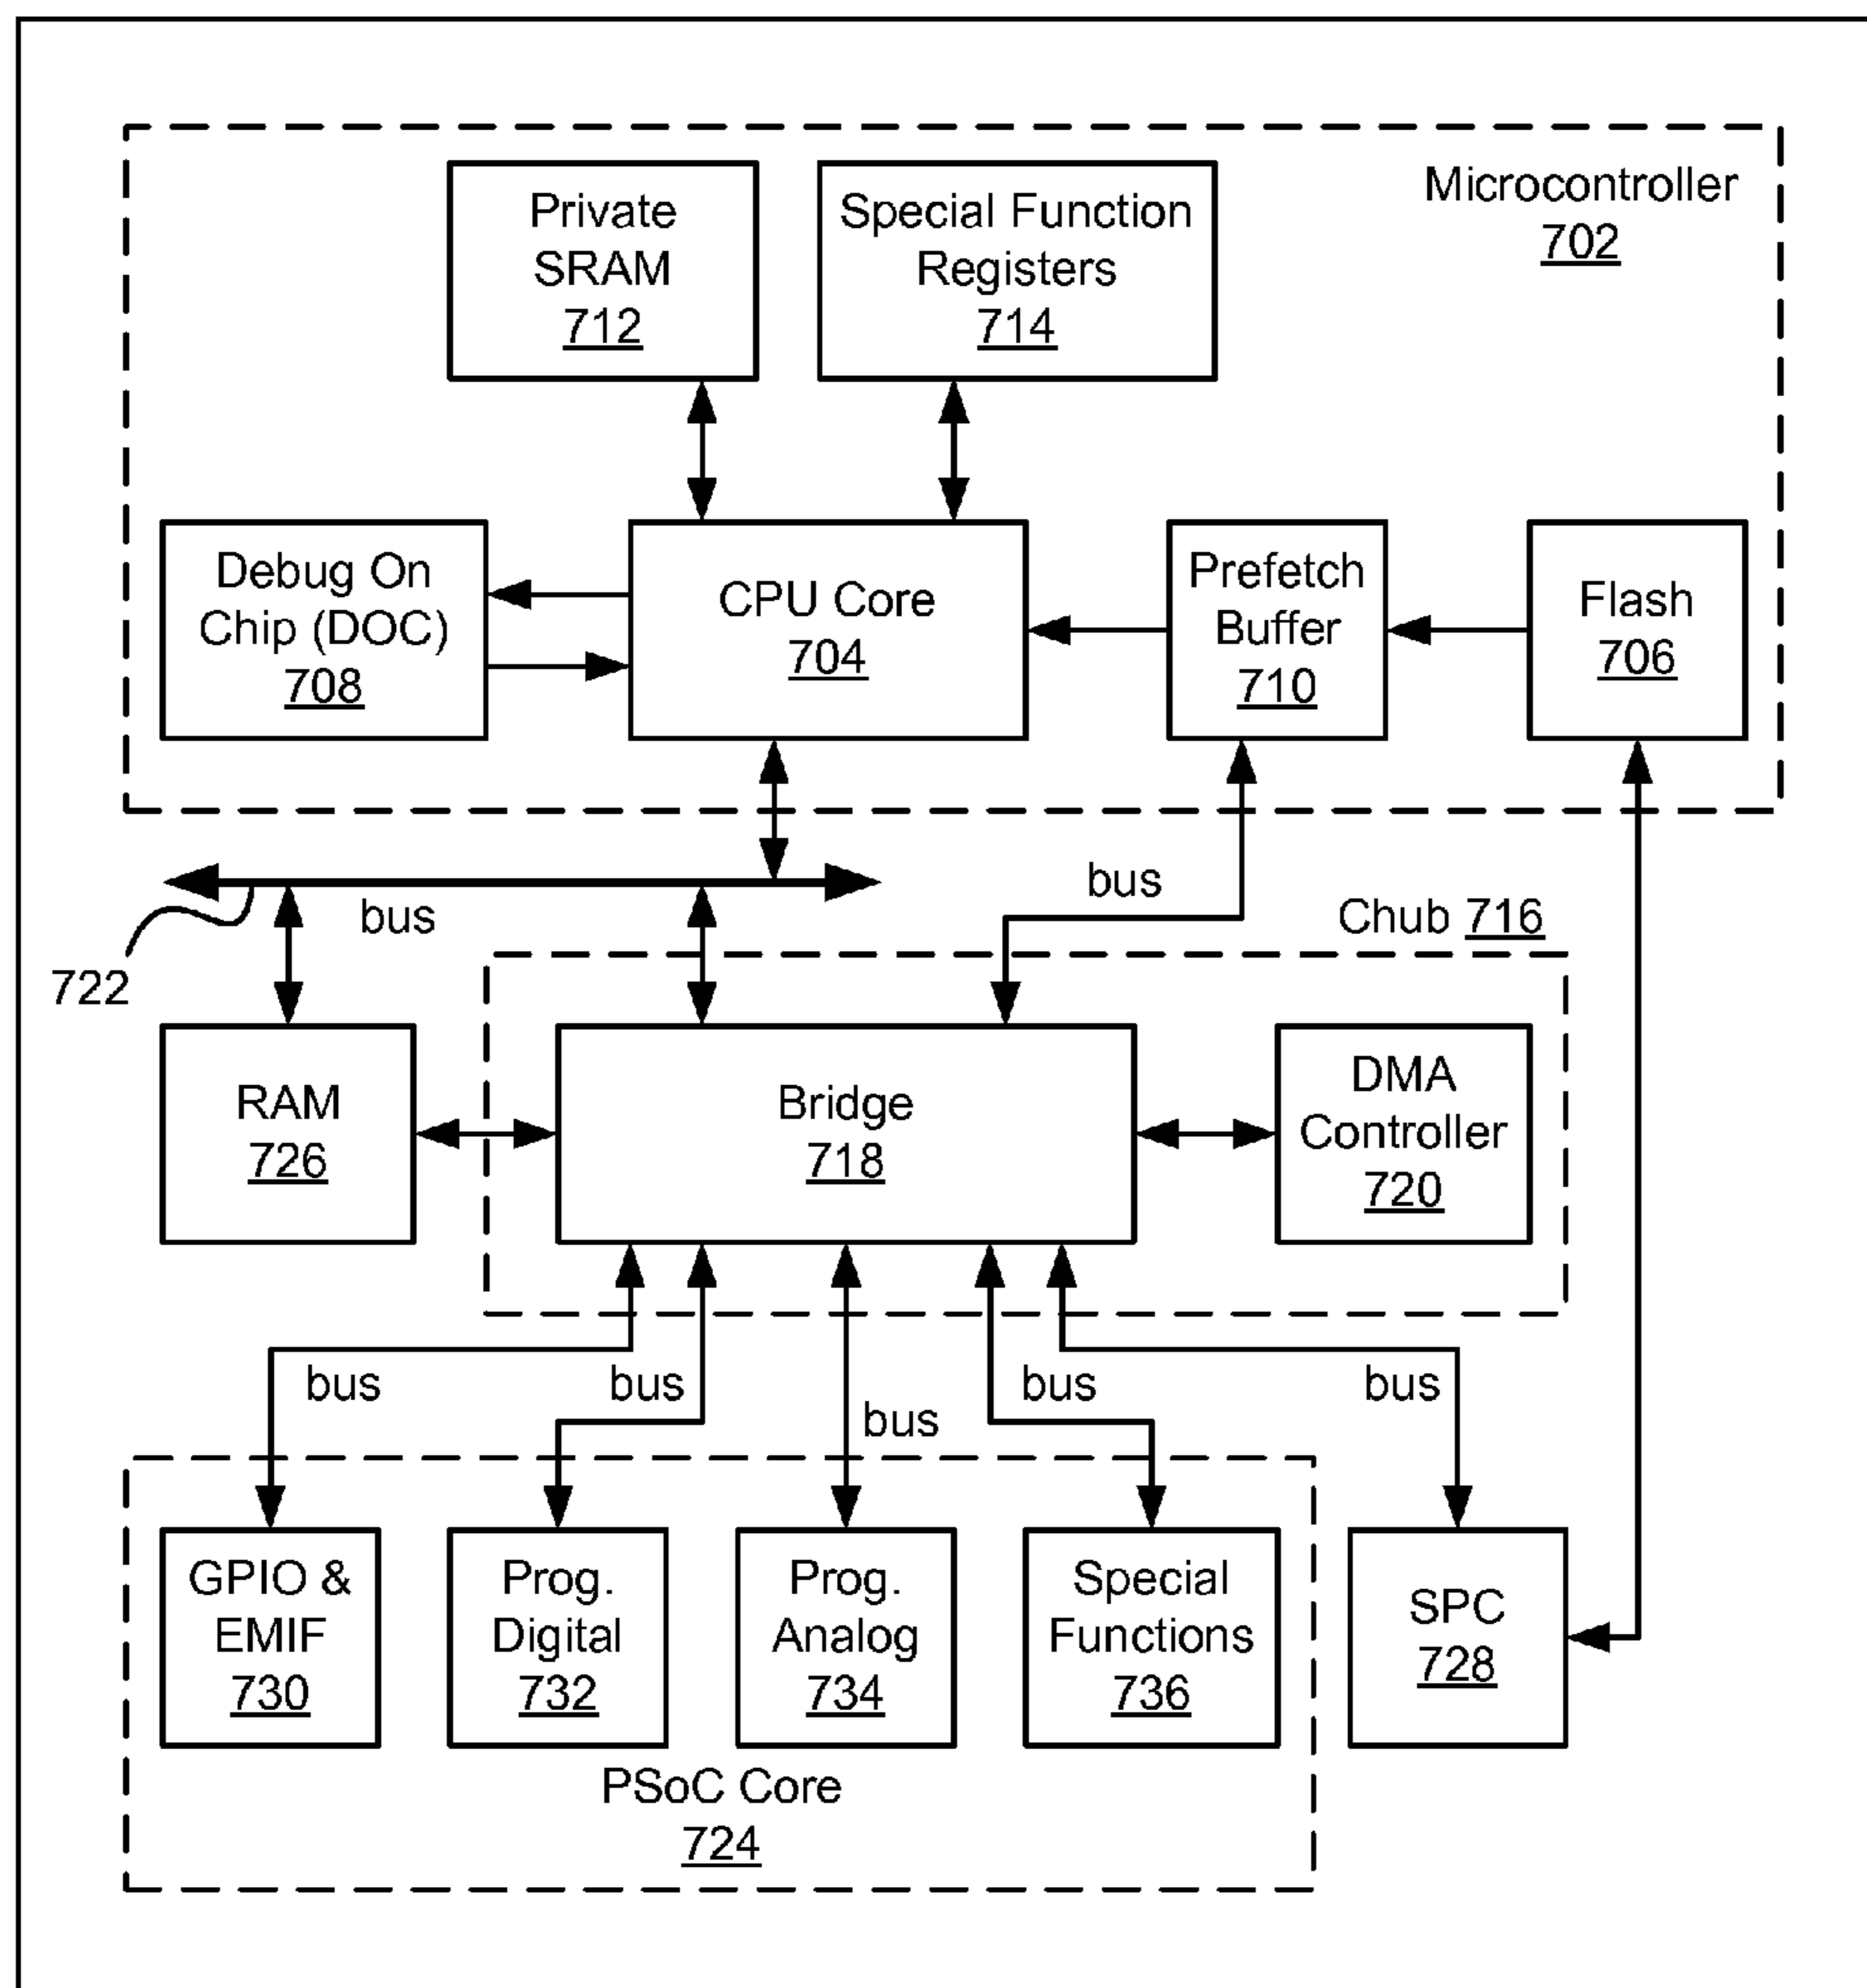 Microcontroller
702
Private
SRAM
712
Special Function
Registers
714
Debug On
Chip (DOC)
708
CPU Core
704
Prefetch
Buffer
710
Flash
706
bus
722
bus
Chub 716
RAM
726
Bridge
718
DMA
Controller
720
bus
bus
bus
bus
bus
GPIO &
EMIF
730
Prog.
Digital
732
Prog.
Analog
734
Special
Functions
736
SPC
728
PSoC Core
724